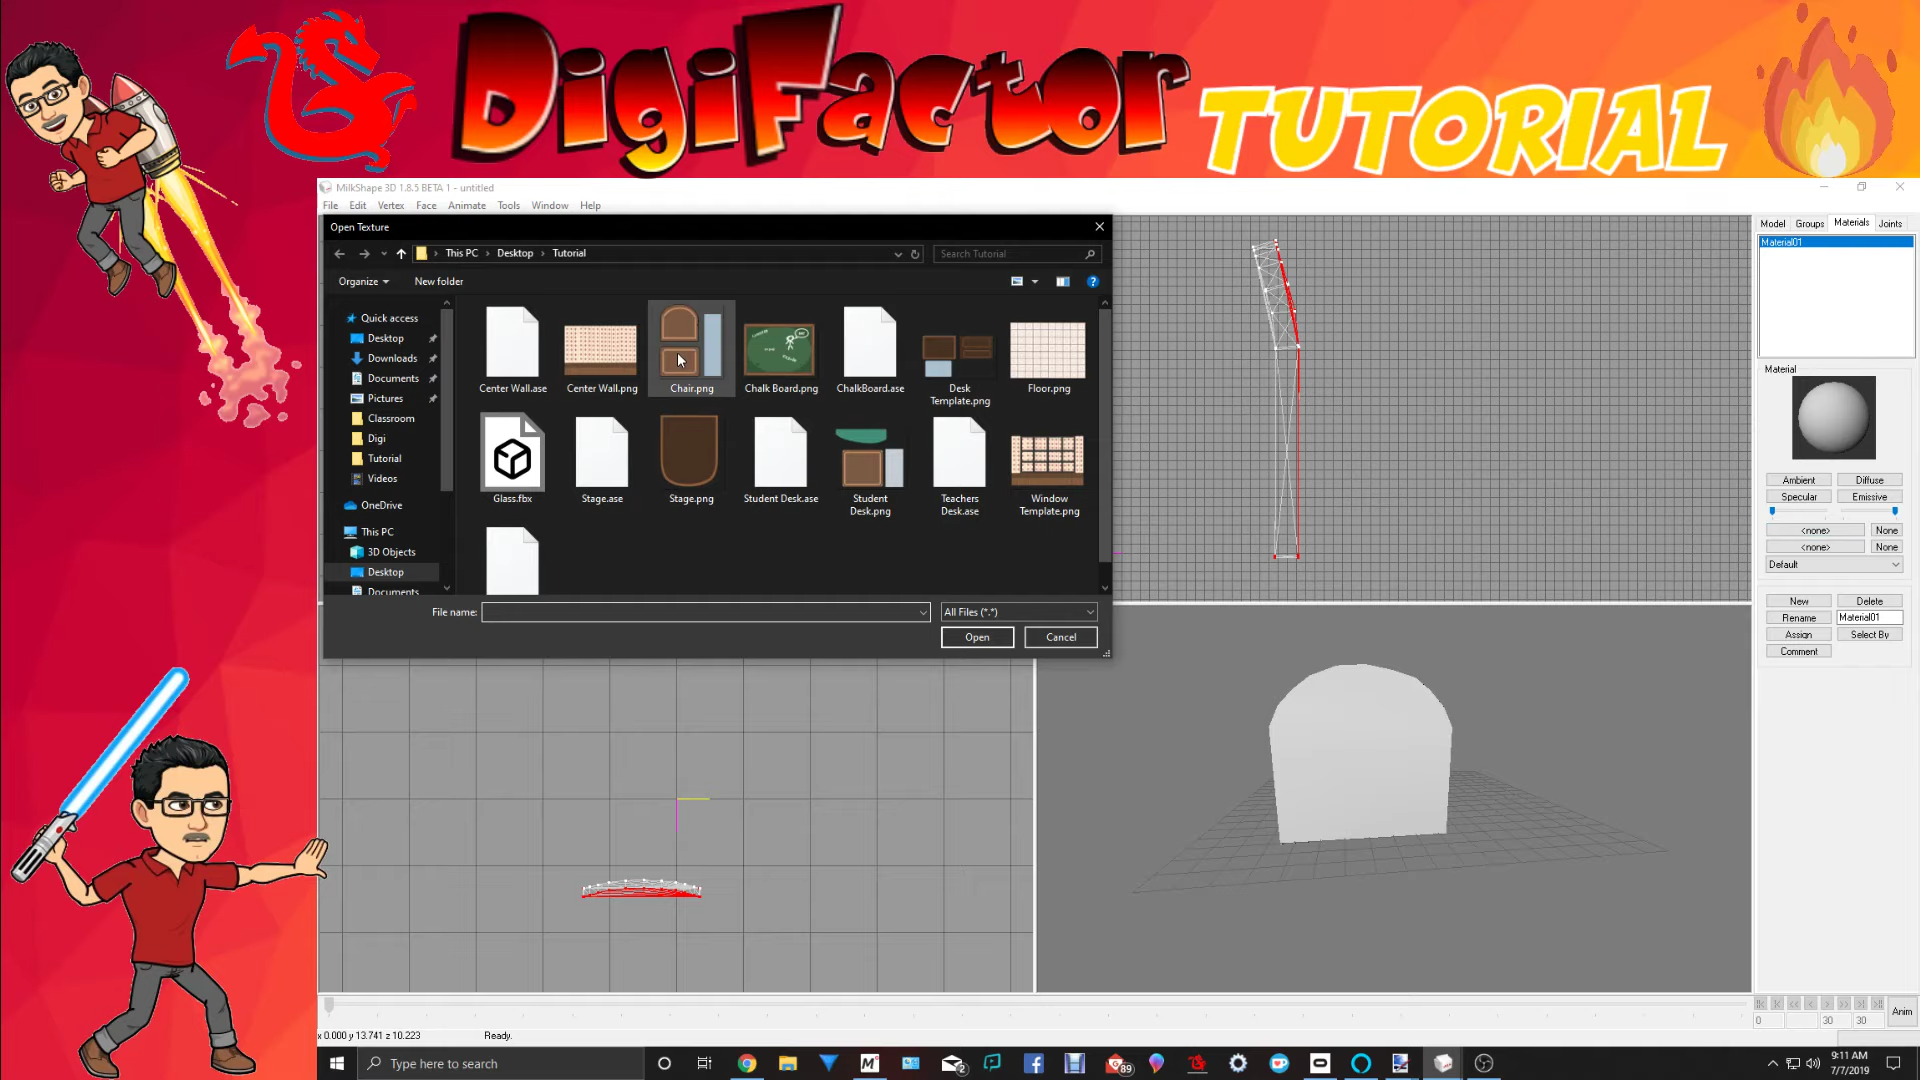 DigiFactor TUTORIAL
MilkShape 3D 1.8.5 BETA 1 - untitled
File Edit Vertex Face Animate Tools Window Help
Open Texture
This PC > Desktop > Tutorial
Search Tutorial
Organize
New folder
Quick access
Desktop
Downloads
Documents
Pictures
Classroom
Digi
Tutorial
Videos
OneDrive
This PC
3D Objects
Desktop
Documents
Center Wall.ase
Center Wall.png
Chair.png
Chalk Board.png
ChalkBoard.ase
Desk
Template.png
Floor.png
Glass.fbx
Stage.ase
Stage.png
Student Desk.ase
Student
Desk.png
Teachers
Desk.ase
Window
Template.png
File name:
All Files (*.*)
Open
Cancel
Model Groups Materials Joints
Material01
Material
Ambient Diffuse
Specular Emissive
<none> None
<none> None
Default
New Delete
Rename Material01
Assign Select By
Comment
0 30 30
Anim
x 0.000 y 13.741 z 10.223
Ready.
Type here to search
2
89
9:11 AM
7/7/2019